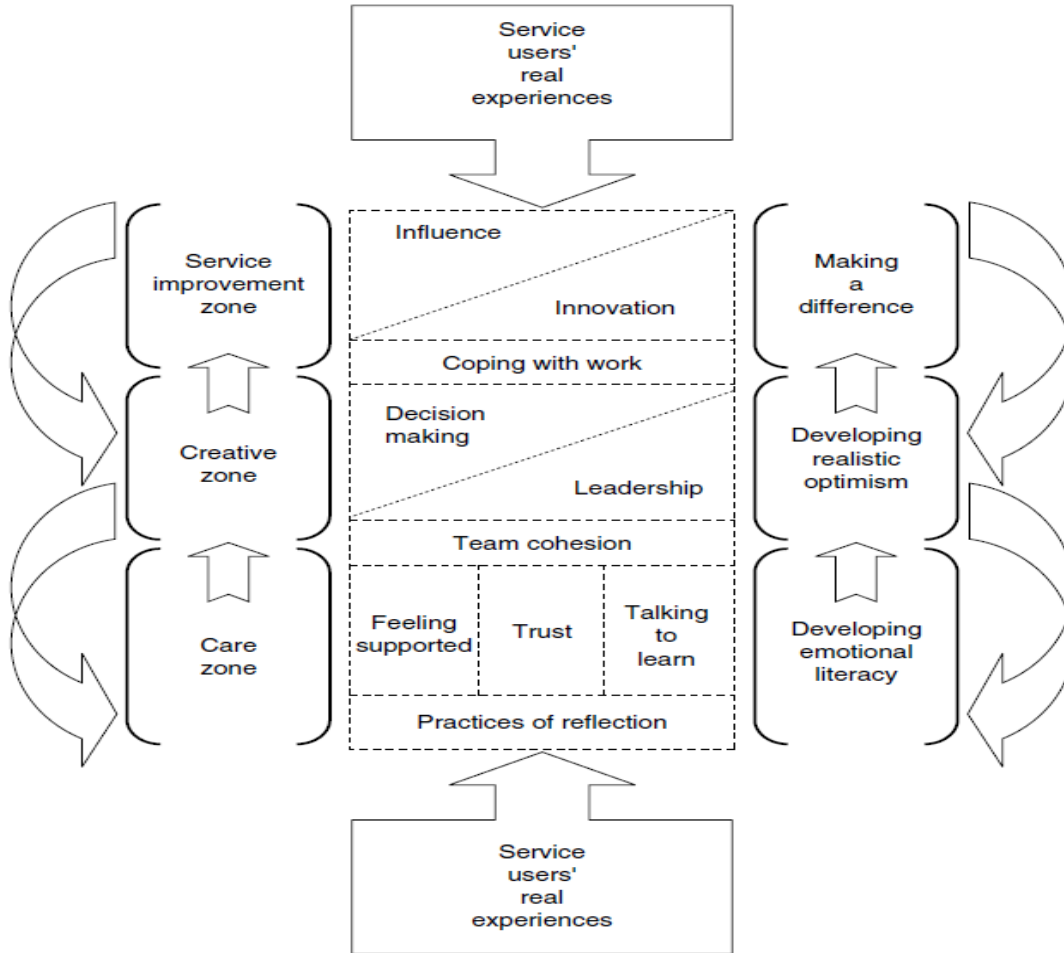 Service
users'
real
experiences
Influence
Innovation
Service
improvement
zone
Making
a
difference
Coping with work
Decision
making
Leadership
Creative
zone
Developing
realistic
optimism
Team cohesion
Feeling
supported
Trust
Talking
to
learn
Care
zone
Developing
emotional
literacy
Practices of reflection
Service
users'
real
experiences